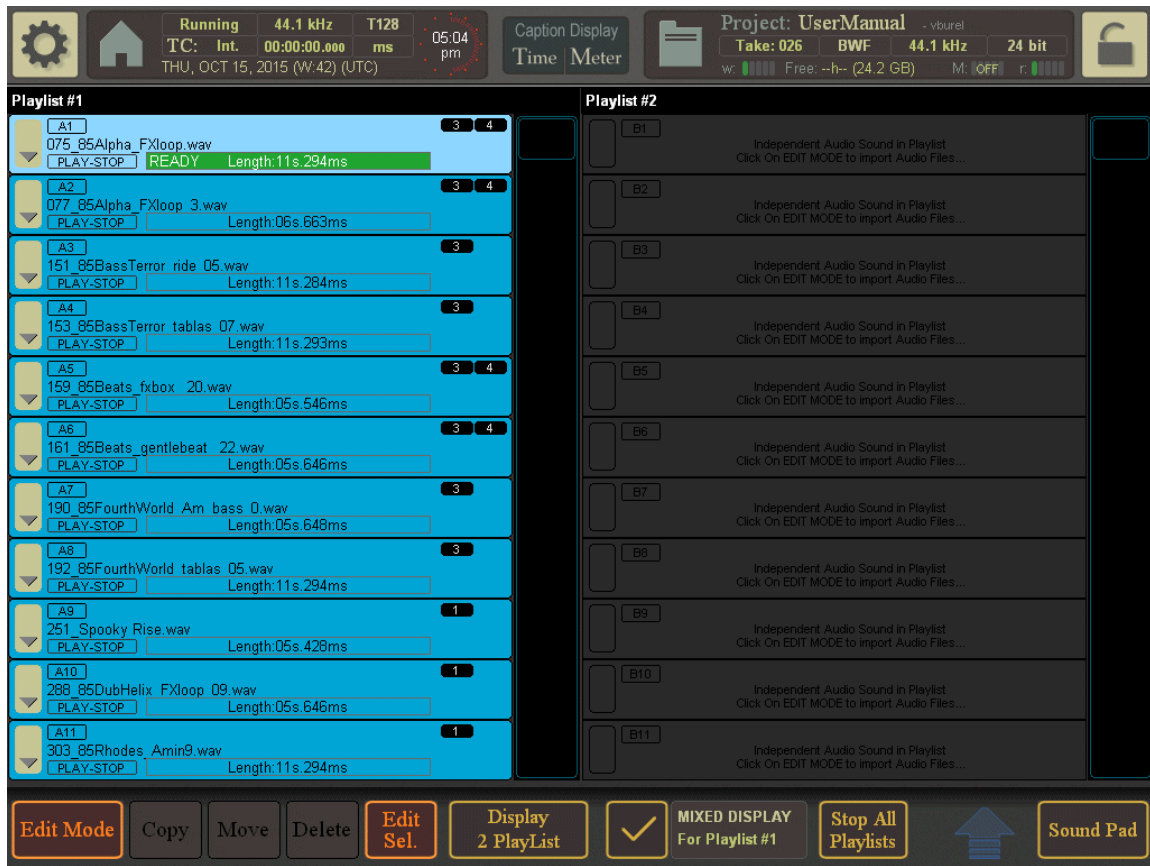 Running 44.1 kHz T128
TC: Int. 00:00:00.000 ms
THU, OCT 15, 2015 (W:42) (UTC)
05:04
pm
Caption Display
Time Meter
Project: UserManual - vburel
Take: 026 BWF 44.1 kHz 24 bit
w: Free: --h-- (24.2 GB) M: OFF r:
Playlist #1
A1 3 4
075_85Alpha_FXloop.wav
PLAY-STOP READY Length:11s.294ms
A2 3 4
077_85Alpha_FXloop_3.wav
PLAY-STOP Length:06s.663ms
A3 3
151_85BassTerror_ride_05.wav
PLAY-STOP Length:11s.284ms
A4 3
153_85BassTerror_tablas_07.wav
PLAY-STOP Length:11s.293ms
A5 3 4
159_85Beats_fxbox__20.wav
PLAY-STOP Length:05s.546ms
A6 3 4
161_85Beats_gentlebeat__22.wav
PLAY-STOP Length:05s.646ms
A7 3
190_85FourthWorld_Am_bass_0.wav
PLAY-STOP Length:05s.648ms
A8 3
192_85FourthWorld_tablas_05.wav
PLAY-STOP Length:11s.294ms
A9 1
251_Spooky Rise.wav
PLAY-STOP Length:05s.428ms
A10 1
288_85DubHelix_FXloop_09.wav
PLAY-STOP Length:05s.646ms
A11 1
303_85Rhodes_Amin9.wav
PLAY-STOP Length:11s.294ms
Playlist #2
B1
Independent Audio Sound in Playlist
Click On EDIT MODE to import Audio Files...
B2
Independent Audio Sound in Playlist
Click On EDIT MODE to import Audio Files...
B3
Independent Audio Sound in Playlist
Click On EDIT MODE to import Audio Files...
B4
Independent Audio Sound in Playlist
Click On EDIT MODE to import Audio Files...
B5
Independent Audio Sound in Playlist
Click On EDIT MODE to import Audio Files...
B6
Independent Audio Sound in Playlist
Click On EDIT MODE to import Audio Files...
B7
Independent Audio Sound in Playlist
Click On EDIT MODE to import Audio Files...
B8
Independent Audio Sound in Playlist
Click On EDIT MODE to import Audio Files...
B9
Independent Audio Sound in Playlist
Click On EDIT MODE to import Audio Files...
B10
Independent Audio Sound in Playlist
Click On EDIT MODE to import Audio Files...
B11
Independent Audio Sound in Playlist
Click On EDIT MODE to import Audio Files...
Edit Mode
Copy
Move
Delete
Edit
Sel.
Display
2 PlayList
MIXED DISPLAY
For Playlist #1
Stop All
Playlists
Sound Pad